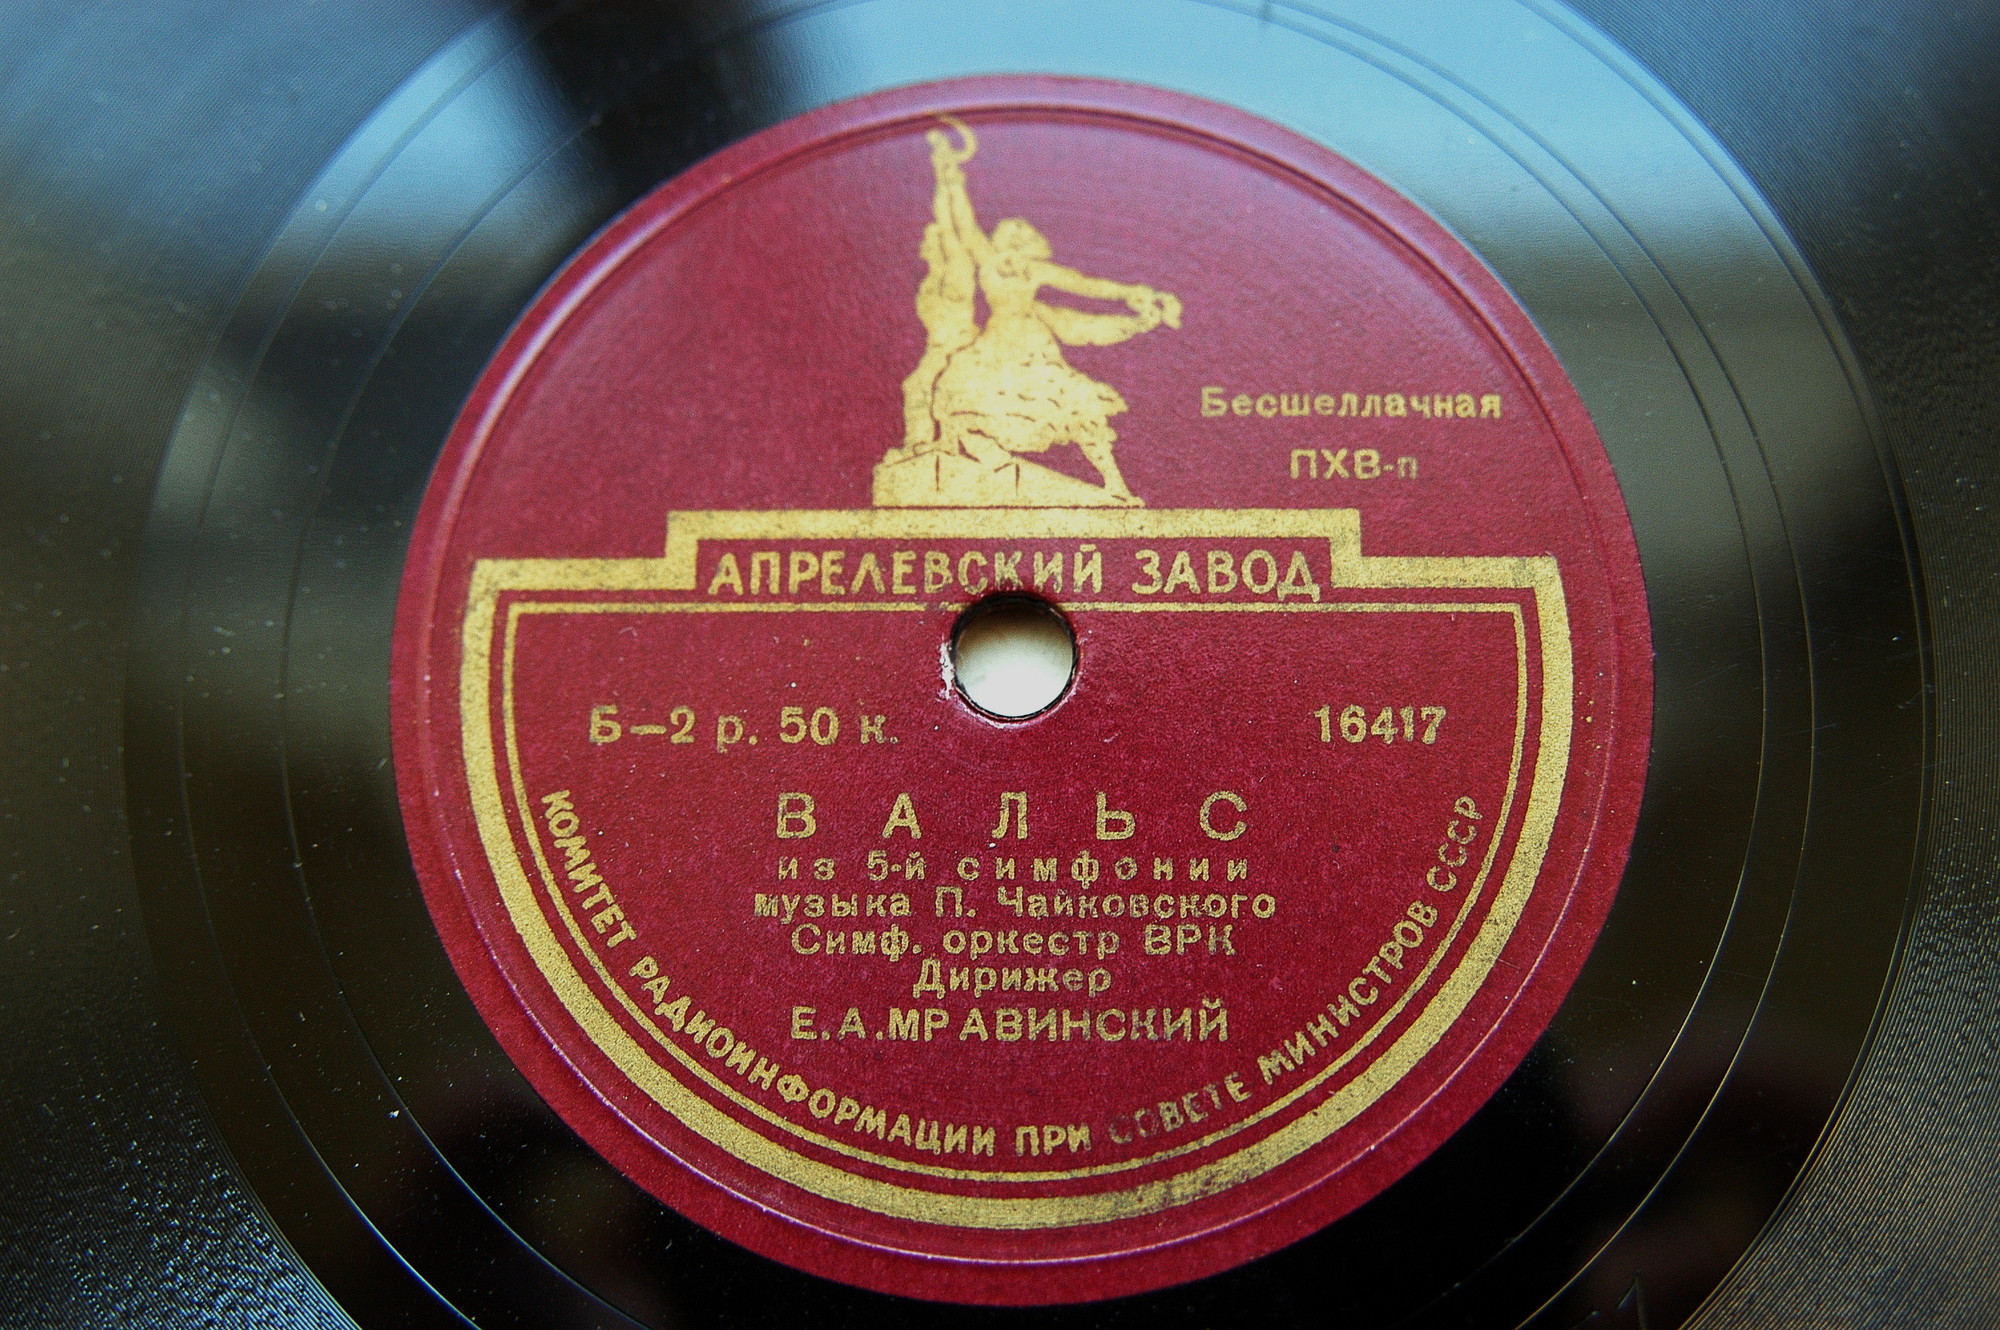 Бесшеллачная
ПХВ-п
АПРЕЛЕВСКИЙ ЗАВОД
Б–2 р. 50 к.
16417
ВАЛЬС
из 5-й симфонии
музыка П. Чайковского
Симф. оркестр ВРК
Дирижер
Е.А.МРАВИНСКИЙ
КОМИТЕТ РАДИОИНФОРМАЦИИ ПРИ СОВЕТЕ МИНИСТРОВ СССР